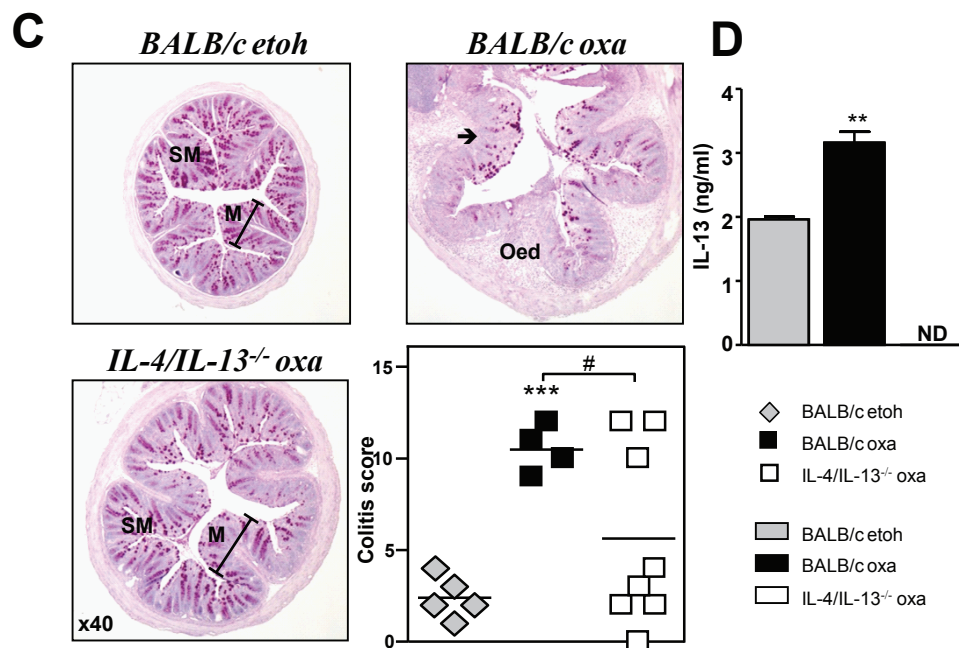 C
BALB/c etoh
BALB/c oxa
D
SM
M
Oed
4
3
2
1
0
IL-13 (ng/ml)
**
ND
IL-4/IL-13-/- oxa
SM
M
x40
15
10
5
0
Colitis score
***
#
BALB/c etoh
BALB/c oxa
IL-4/IL-13-/- oxa
BALB/c etoh
BALB/c oxa
IL-4/IL-13-/- oxa